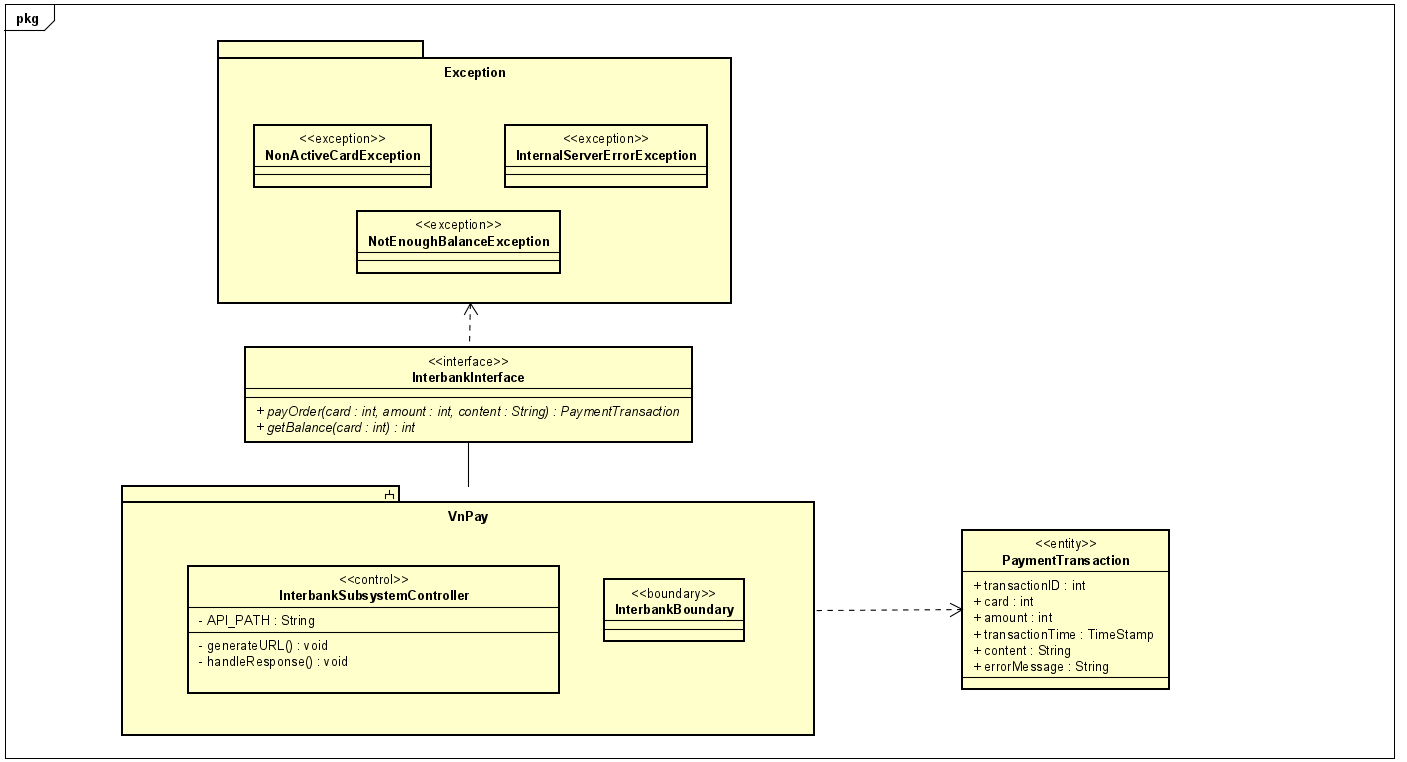 pkg
Exception
<<exception>>
NonActiveCardException
<<exception>>
InternalServerErrorException
<<exception>>
NotEnoughBalanceException
<<interface>>
InterbankInterface
+ payOrder(card : int, amount : int, content : String) : PaymentTransaction
+ getBalance(card : int) : int
VnPay
<<control>>
InterbankSubsystemController
- API_PATH : String
- generateURL() : void
- handleResponse() : void
<<boundary>>
InterbankBoundary
<<entity>>
PaymentTransaction
+ transactionID : int
+ card : int
+ amount : int
+ transactionTime : TimeStamp
+ content : String
+ errorMessage : String